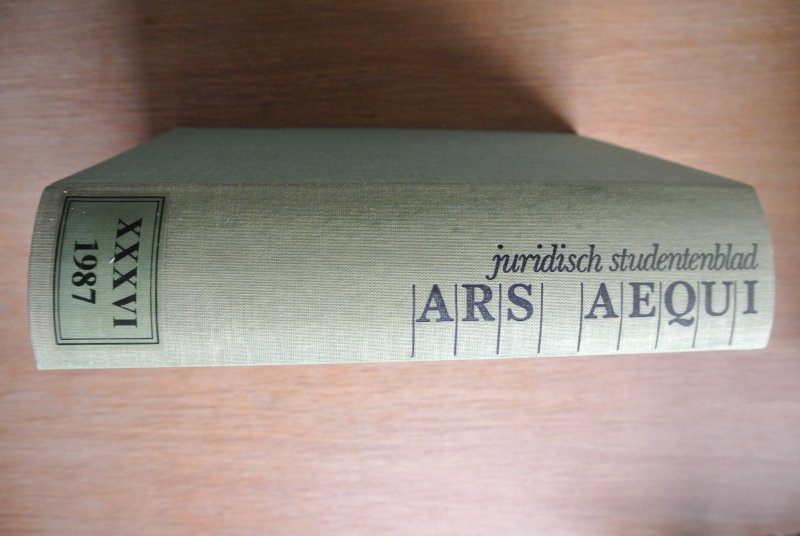 juridisch studentenblad
ARS AEQUI
XXXVI
1987